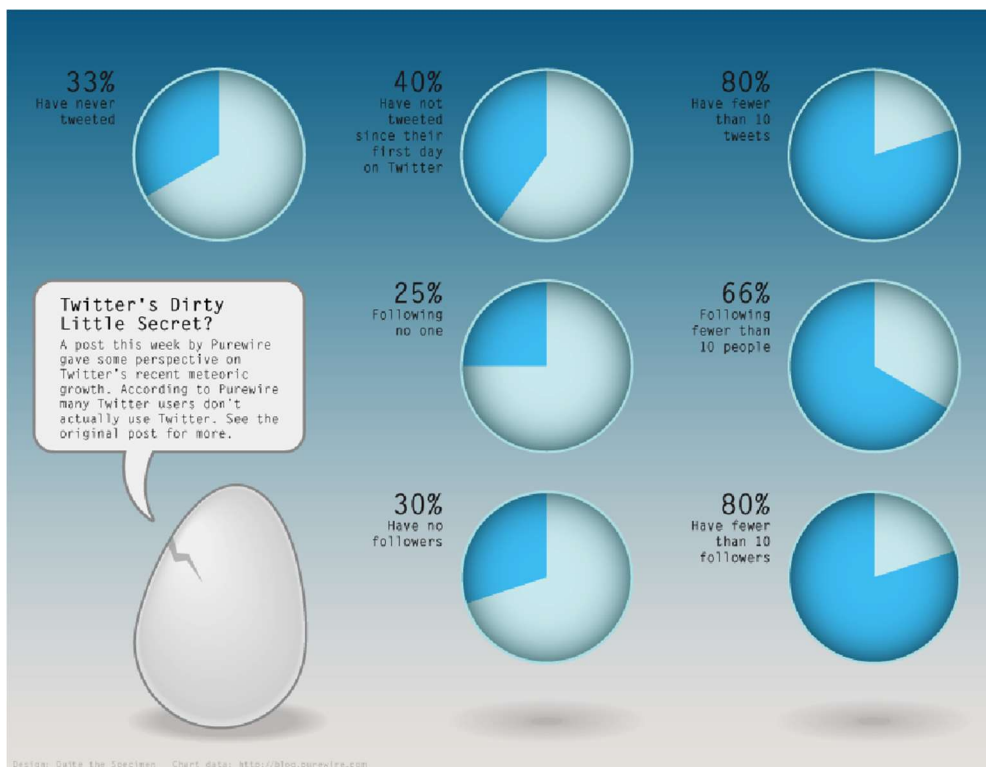 33%
Have never
tweeted
40%
Have not
tweeted
since their
first day
on Twitter
80%
Have fewer
than 10
tweets
Twitter's Dirty
Little Secret?
A post this week by Purewire
gave some perspective on
Twitter's recent meteoric
growth. According to Purewire
many Twitter users don't
actually use Twitter. See the
original post for more.
25%
Following
no one
66%
Following
fewer than
10 people
30%
Have no
followers
80%
Have fewer
than 10
followers
Design: Quite the Specimen   Chart data: http://blog.purewire.com